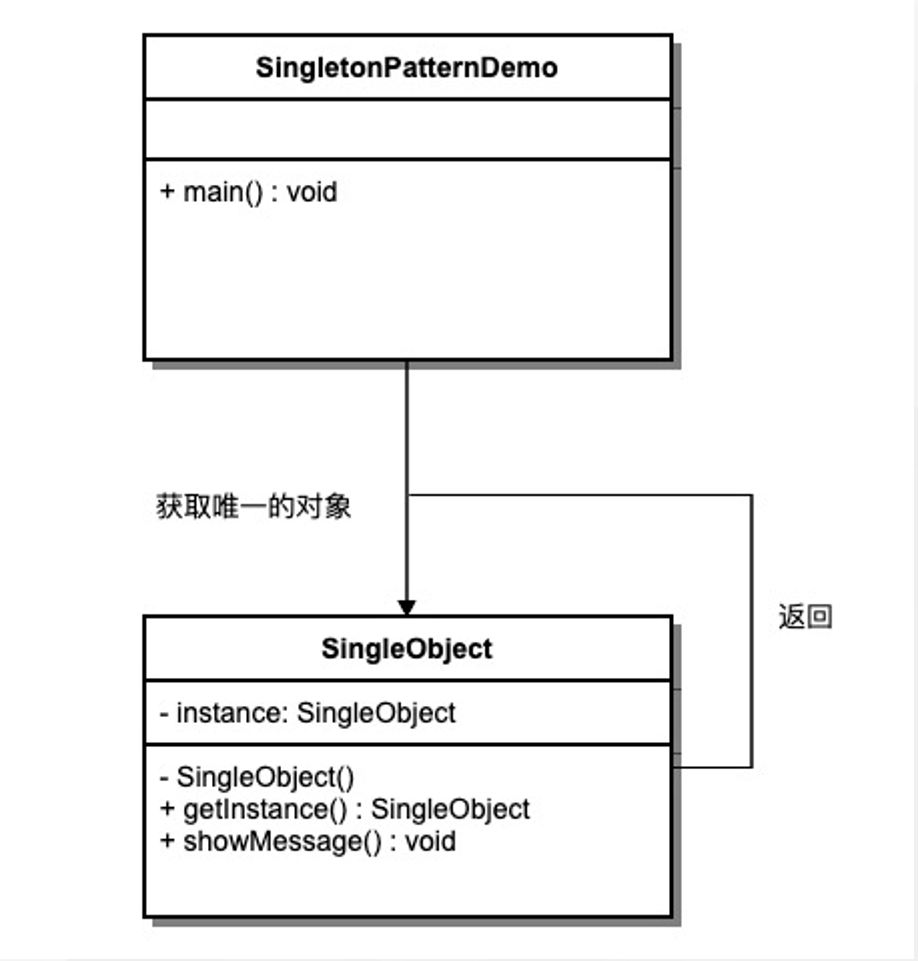 SingletonPatternDemo
+ main() : void
获取唯一的对象
返回
SingleObject
- instance: SingleObject
- SingleObject()
+ getInstance() : SingleObject
+ showMessage() : void